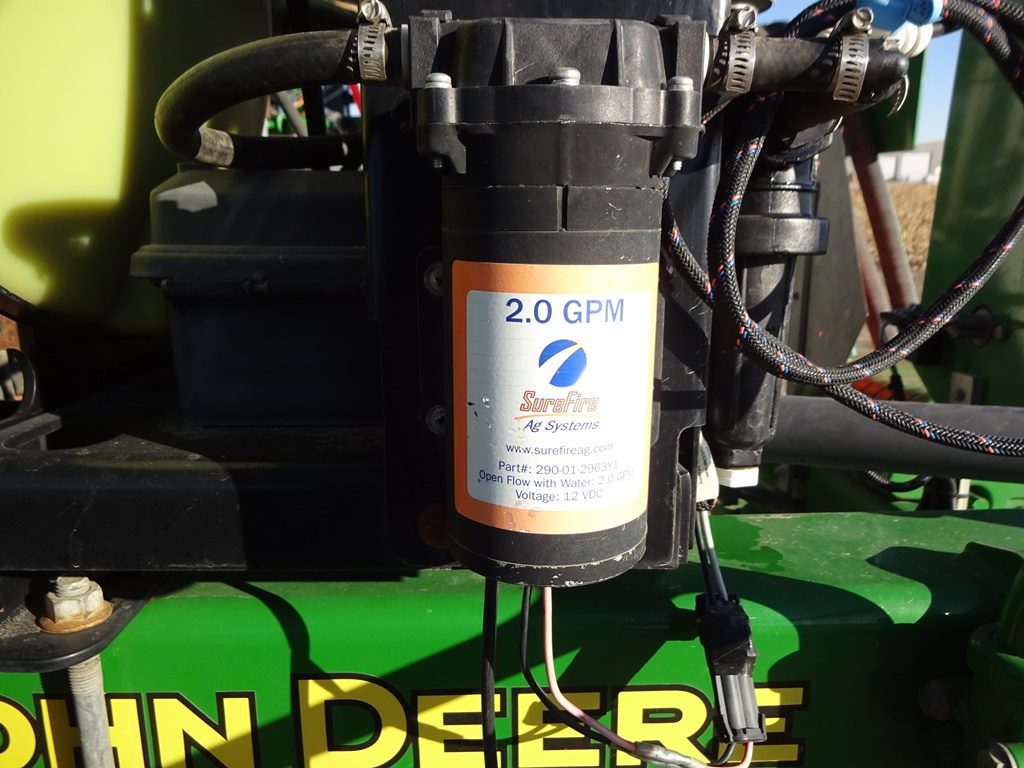 2.0 GPM
SureFire
Ag Systems
www.surefireag.com
Part#: 290-01-2963Y1
Open Flow with Water: 2.0 GPM
Voltage: 12 VDC
OHN DEERE